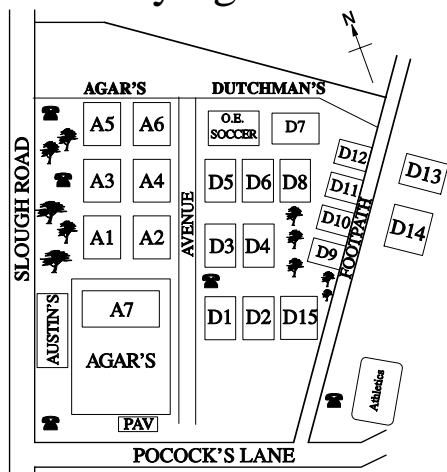 N
AGAR'S
DUTCHMAN'S
A5
A6
O.E.
SOCCER
D7
D12
D13
A3
A4
D5
D6
D8
D11
D10
D14
SLOUGH ROAD
AVENUE
FOOTPATH
A1
A2
D3
D4
D9
AUSTIN'S
A7
D1
D2
D15
AGAR'S
Athletics
PAV
POCOCK'S LANE